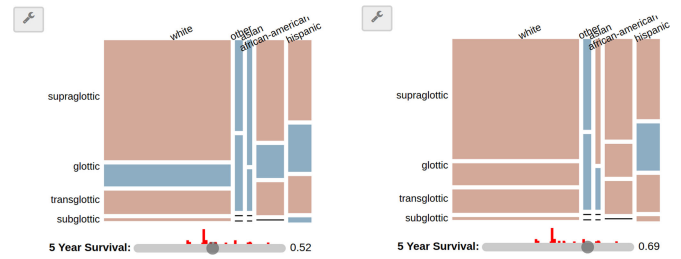 white
other
asian
african-american
hispanic
supraglottic
glottic
transglottic
subglottic
5 Year Survival: 0.52
white
other
asian
african-american
hispanic
supraglottic
glottic
transglottic
subglottic
5 Year Survival: 0.69